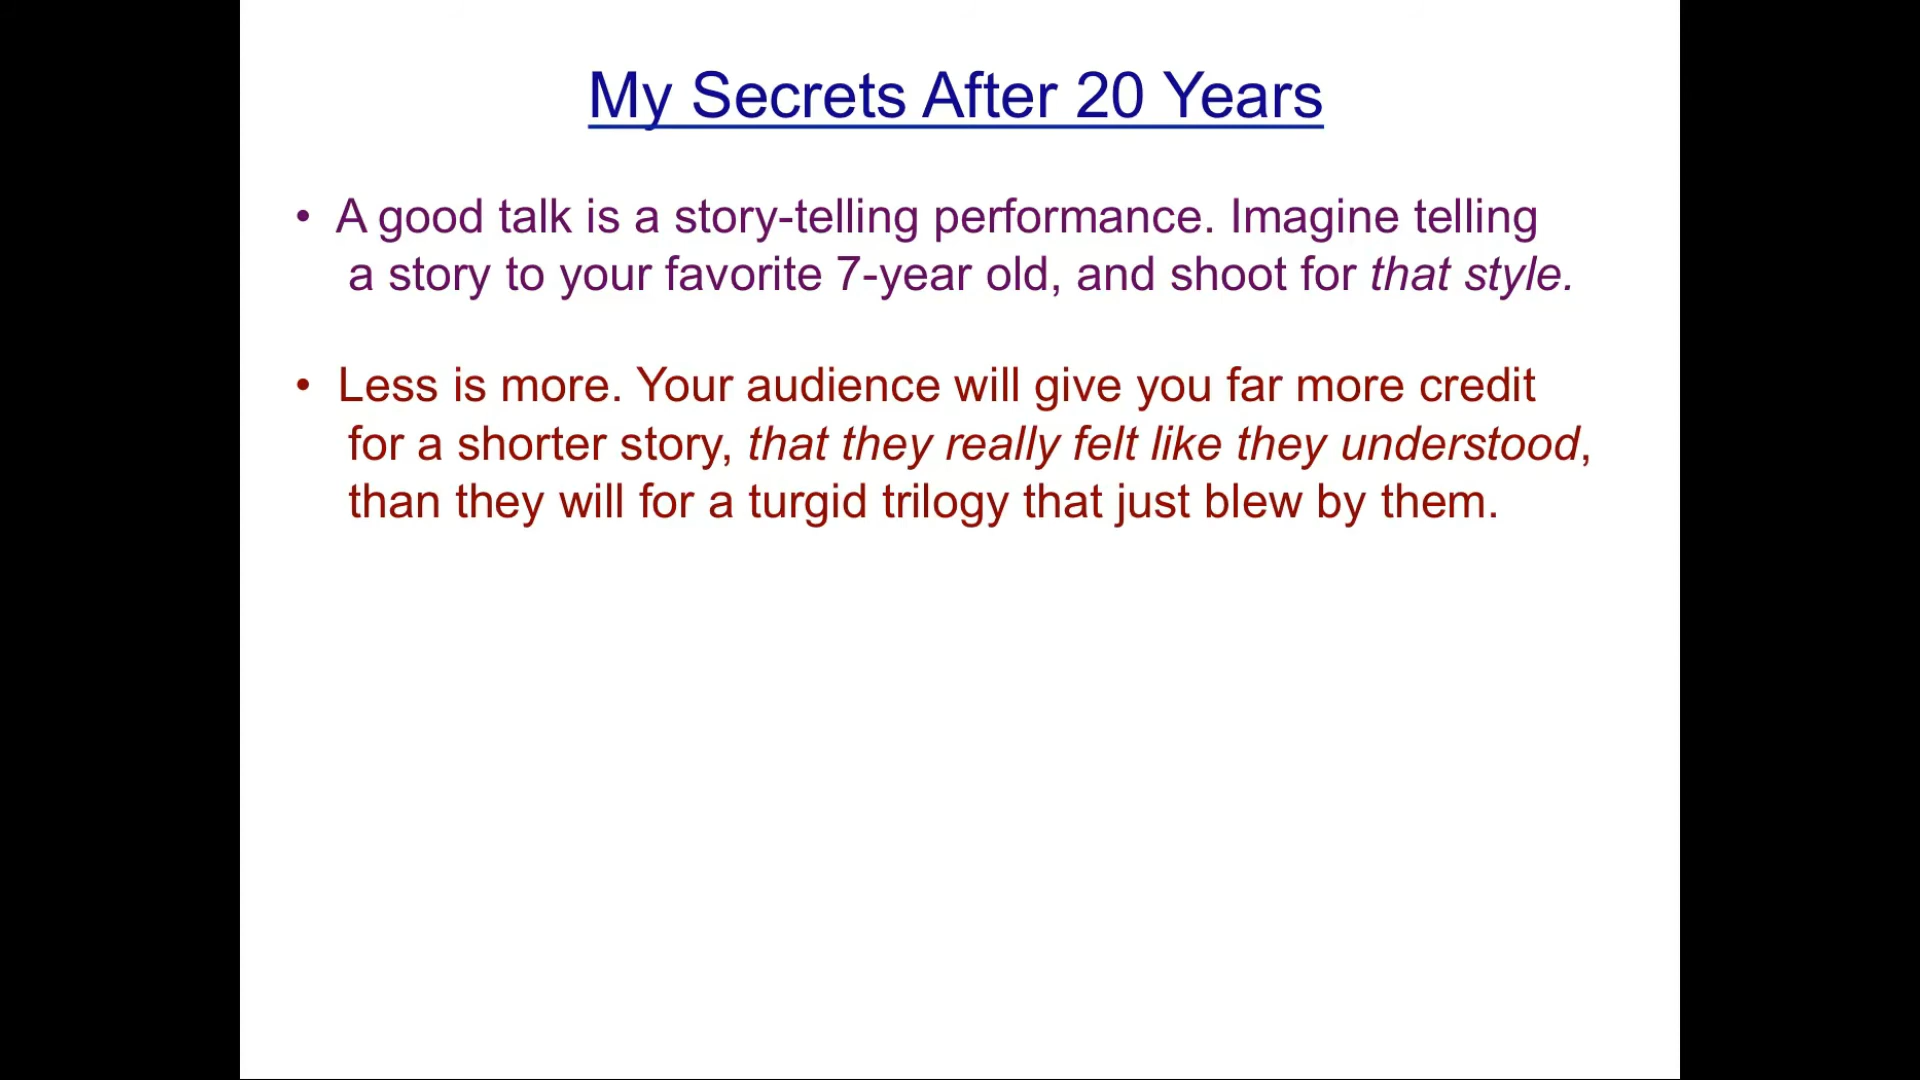 My Secrets After 20 Years
• A good talk is a story-telling performance. Imagine telling
a story to your favorite 7-year old, and shoot for that style.
• Less is more. Your audience will give you far more credit
for a shorter story, that they really felt like they understood,
than they will for a turgid trilogy that just blew by them.